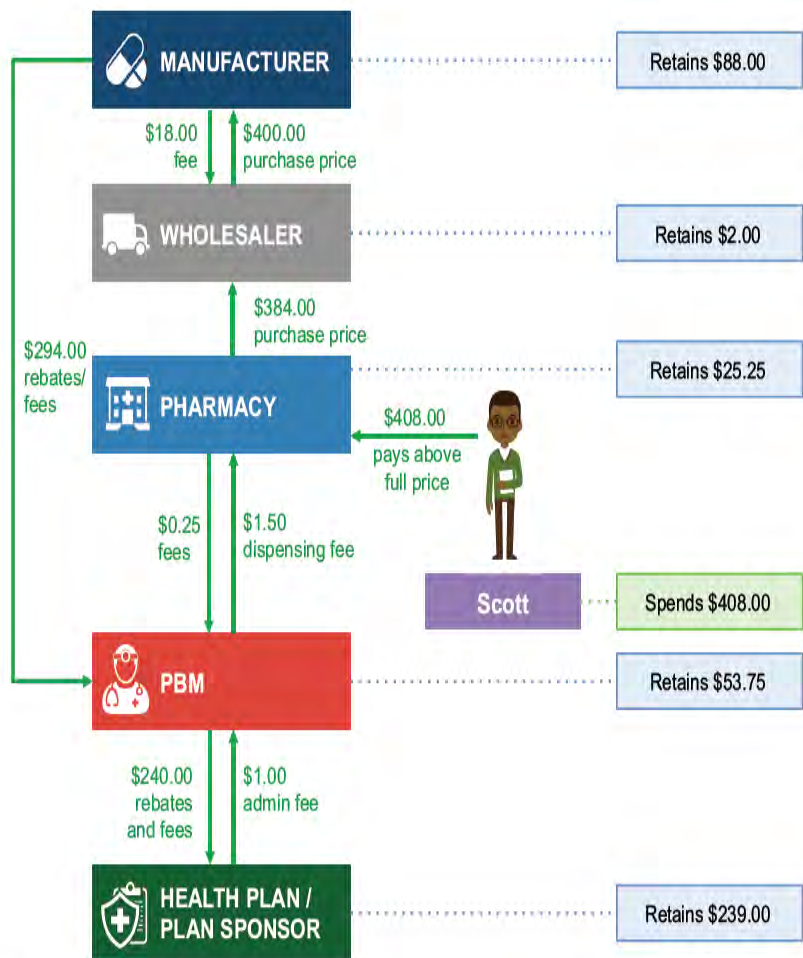 MANUFACTURER
Retains $88.00
$18.00
fee
$400.00
purchase price
WHOLESALER
Retains $2.00
$384.00
purchase price
$294.00
rebates/
fees
PHARMACY
Retains $25.25
$408.00
pays above
full price
$0.25
fees
$1.50
dispensing fee
Scott
Spends $408.00
PBM
Retains $53.75
$240.00
rebates
and fees
$1.00
admin fee
HEALTH PLAN /
PLAN SPONSOR
Retains $239.00